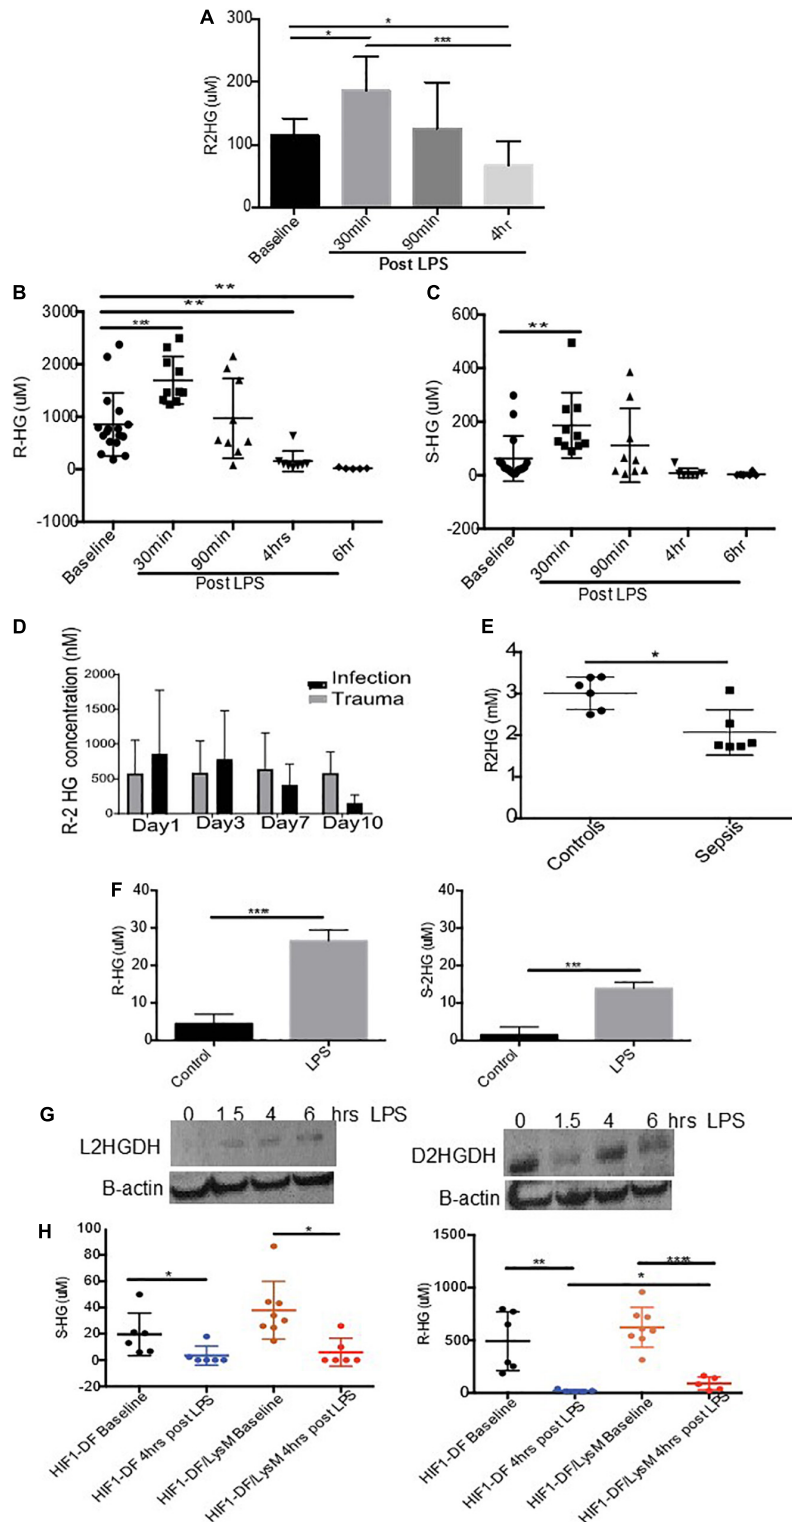 A
R2HG (uM)
300
200
100
0
*
*
***
Baseline
30min
90min
4hr
Post LPS
B
R-HG (uM)
3000
2000
1000
0
-1000
**
**
***
Baseline
30min
90min
4hrs
6hr
Post LPS
C
S-HG (uM)
600
400
200
0
-200
**
Baseline
30min
90min
4hr
6hr
Post LPS
D
R-2 HG concentration (nM)
2000
1500
1000
500
0
Infection
Trauma
Day1 Day3 Day7 Day10
E
R2HG (mM)
4
3
2
1
0
*
Controls
Sepsis
F
R-HG (uM)
40
30
20
10
0
****
Control
LPS
S-2HG (uM)
40
30
20
10
0
***
Control
LPS
G
0 1.5 4 6 hrs LPS
L2HGDH
B-actin
0 1.5 4 6 hrs LPS
D2HGDH
B-actin
H
S-HG (uM)
100
80
60
40
20
0
-20
*
*
HIF1-DF Baseline
HIF1-DF 4hrs post LPS
HIF1-DF/LysM Baseline
HIF1-DF/LysM 4hrs post LPS
R-HG (uM)
1500
1000
500
0
**
****
*
HIF1-DF Baseline
HIF1-DF 4hrs post LPS
HIF1-DF/LysM Baseline
HIF1-DF/LysM 4hrs post LPS